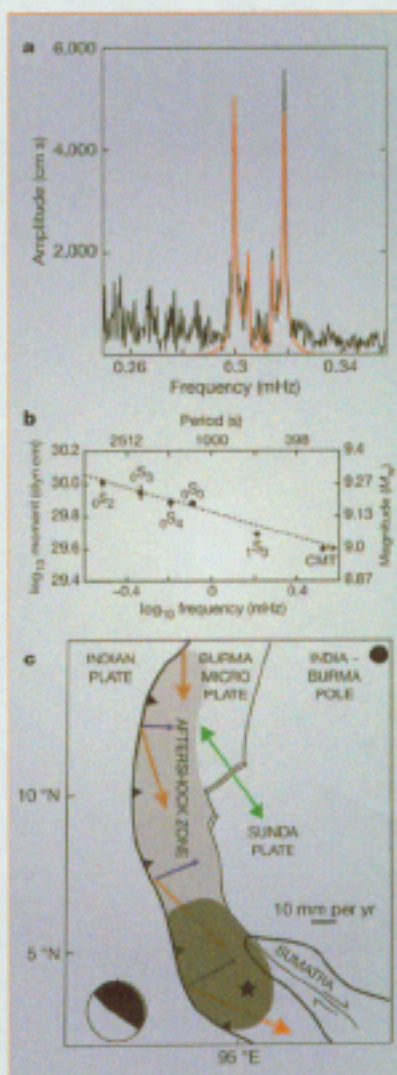 a
6,000
4,000
2,000
Amplitude (cm s)
0.26
0.3
0.34
Frequency (mHz)
b
Period (s)
2512
1000
398
30.2
30.0
29.8
29.6
29.4
log10 moment (dyn cm)
9.4
9.27
9.13
9.0
8.87
0S2
0S3
0S4
0S5
1S0
CMT
-0.4
0
0.4
log10 frequency (mHz)
c
INDIAN PLATE
BURMA MICRO PLATE
INDIA – BURMA POLE
AFTERSHOCK ZONE
10 °N
SUNDA PLATE
10 mm per yr
5 °N
SUMATRA
95 °E